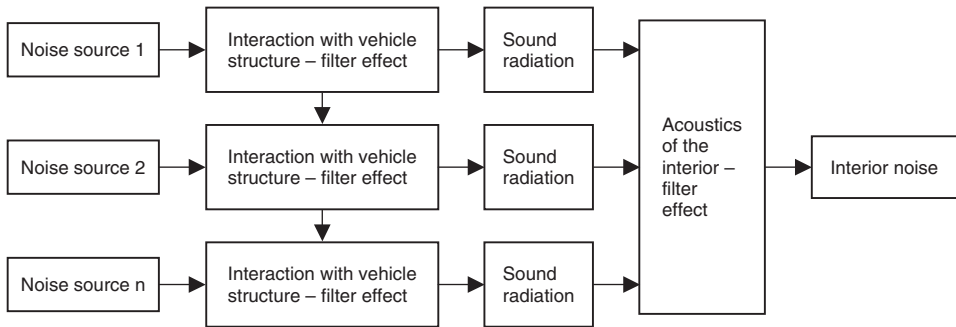 Noise source 1
Interaction with vehicle
structure – filter effect
Sound
radiation
Noise source 2
Interaction with vehicle
structure – filter effect
Sound
radiation
Noise source n
Interaction with vehicle
structure – filter effect
Sound
radiation
Acoustics
of the
interior –
filter
effect
Interior noise